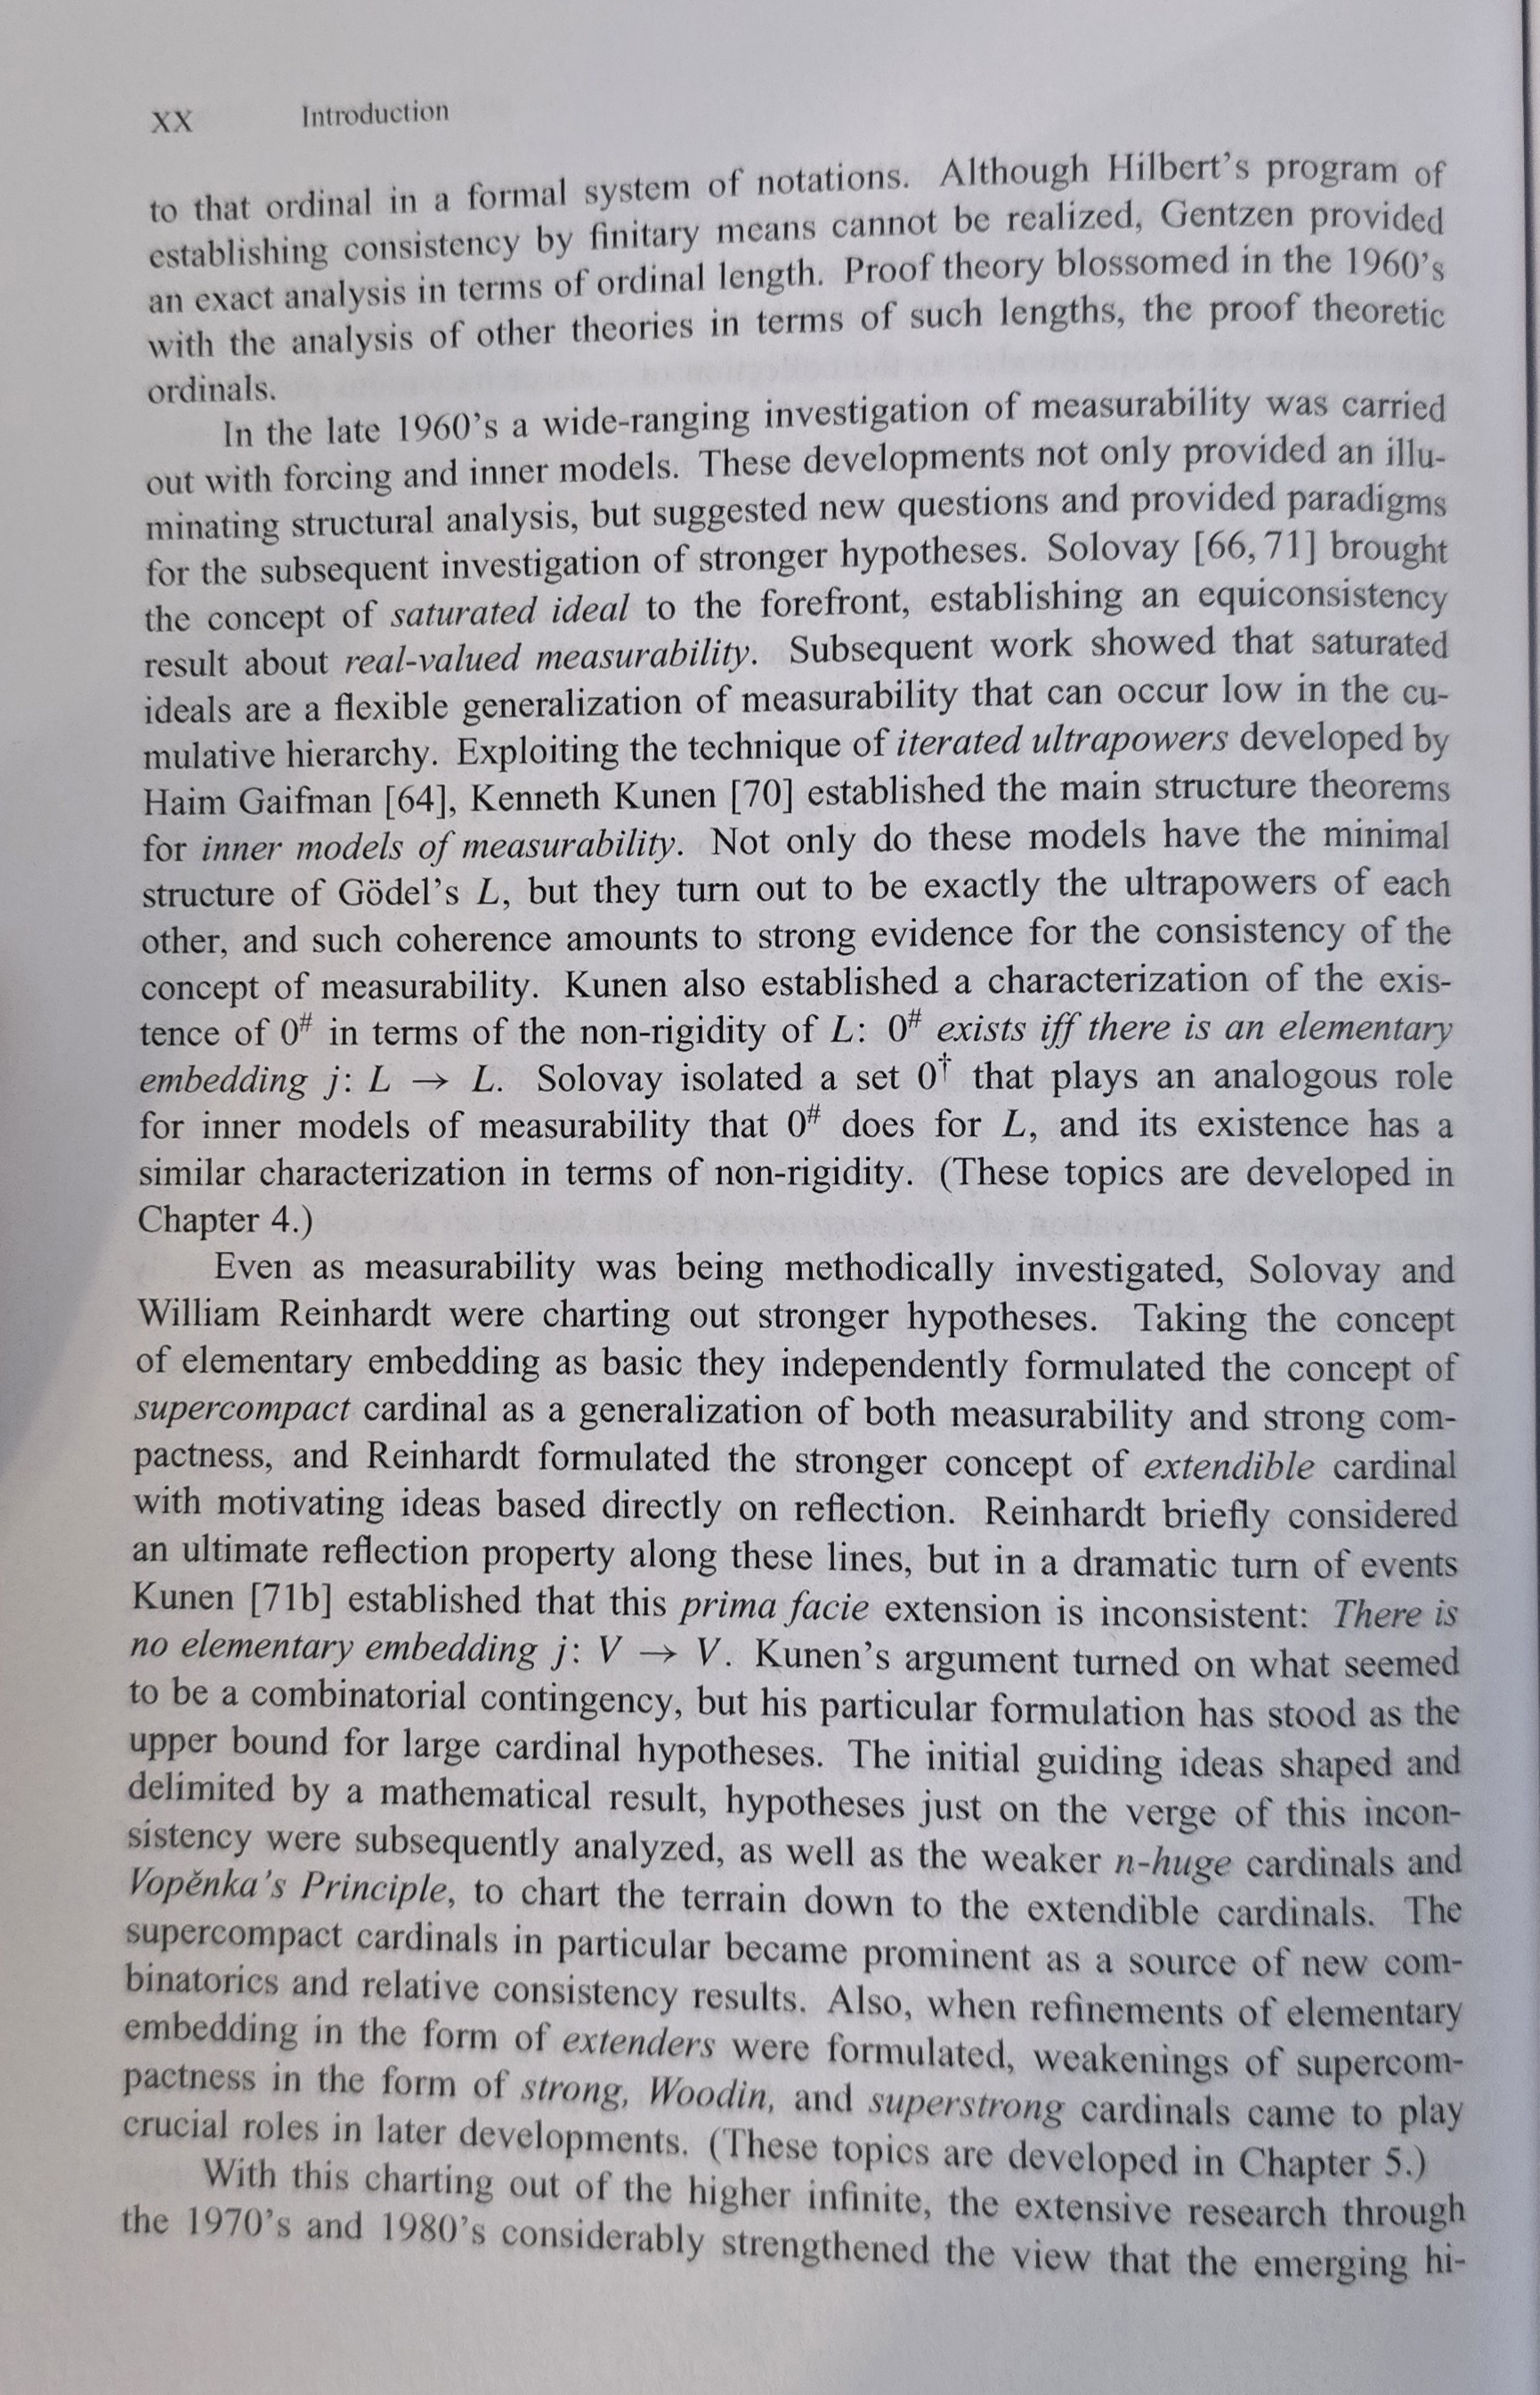 XX Introduction
to that ordinal in a formal system of notations. Although Hilbert's program of
establishing consistency by finitary means cannot be realized, Gentzen provided
an exact analysis in terms of ordinal length. Proof theory blossomed in the 1960's
with the analysis of other theories in terms of such lengths, the proof theoretic
ordinals.
In the late 1960's a wide-ranging investigation of measurability was carried
out with forcing and inner models. These developments not only provided an illu-
minating structural analysis, but suggested new questions and provided paradigms
for the subsequent investigation of stronger hypotheses. Solovay [66, 71] brought
the concept of saturated ideal to the forefront, establishing an equiconsistency
result about real-valued measurability. Subsequent work showed that saturated
ideals are a flexible generalization of measurability that can occur low in the cu-
mulative hierarchy. Exploiting the technique of iterated ultrapowers developed by
Haim Gaifman [64], Kenneth Kunen [70] established the main structure theorems
for inner models of measurability. Not only do these models have the minimal
structure of Gödel's L, but they turn out to be exactly the ultrapowers of each
other, and such coherence amounts to strong evidence for the consistency of the
concept of measurability. Kunen also established a characterization of the exis-
tence of 0# in terms of the non-rigidity of L: 0# exists iff there is an elementary
embedding j: L → L. Solovay isolated a set 0† that plays an analogous role
for inner models of measurability that 0# does for L, and its existence has a
similar characterization in terms of non-rigidity. (These topics are developed in
Chapter 4.)
Even as measurability was being methodically investigated, Solovay and
William Reinhardt were charting out stronger hypotheses. Taking the concept
of elementary embedding as basic they independently formulated the concept of
supercompact cardinal as a generalization of both measurability and strong com-
pactness, and Reinhardt formulated the stronger concept of extendible cardinal
with motivating ideas based directly on reflection. Reinhardt briefly considered
an ultimate reflection property along these lines, but in a dramatic turn of events
Kunen [71b] established that this prima facie extension is inconsistent: There is
no elementary embedding j: V → V. Kunen's argument turned on what seemed
to be a combinatorial contingency, but his particular formulation has stood as the
upper bound for large cardinal hypotheses. The initial guiding ideas shaped and
delimited by a mathematical result, hypotheses just on the verge of this incon-
sistency were subsequently analyzed, as well as the weaker n-huge cardinals and
Vopěnka's Principle, to chart the terrain down to the extendible cardinals. The
supercompact cardinals in particular became prominent as a source of new com-
binatorics and relative consistency results. Also, when refinements of elementary
embedding in the form of extenders were formulated, weakenings of supercom-
pactness in the form of strong, Woodin, and superstrong cardinals came to play
crucial roles in later developments. (These topics are developed in Chapter 5.)
With this charting out of the higher infinite, the extensive research through
the 1970's and 1980's considerably strengthened the view that the emerging hi-